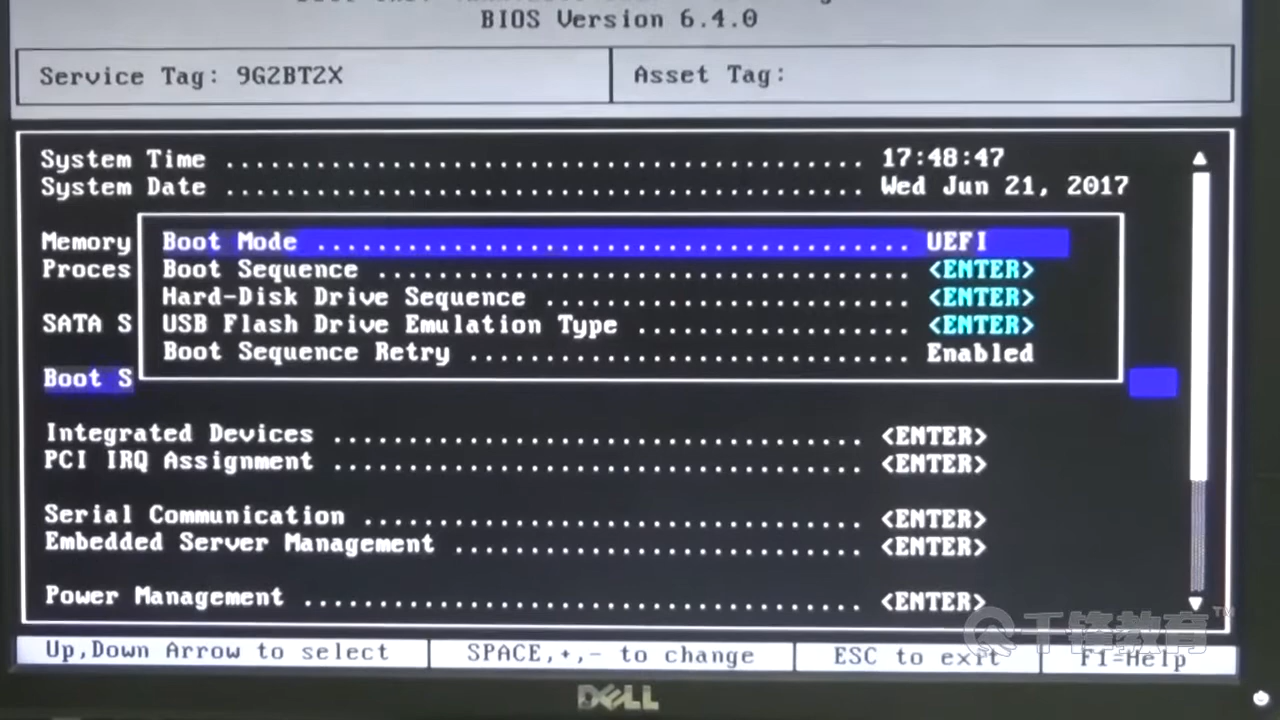 BIOS Version 6.4.0
Service Tag: 9G2BT2X
Asset Tag:
System Time ........................................... 17:48:47
System Date ........................................... Wed Jun 21, 2017
Memory
Proces
SATA S
Boot S
Boot Mode ........................................ UEFI
Boot Sequence .................................... <ENTER>
Hard-Disk Drive Sequence ......................... <ENTER>
USB Flash Drive Emulation Type ................... <ENTER>
Boot Sequence Retry .............................. Enabled
Integrated Devices .................................... <ENTER>
PCI IRQ Assignment .................................... <ENTER>
Serial Communication .................................. <ENTER>
Embedded Server Management ............................ <ENTER>
Power Management ...................................... <ENTER>
Up,Down Arrow to select
SPACE,+,- to change
ESC to exit
F1=Help
千锋教育 TM
DELL